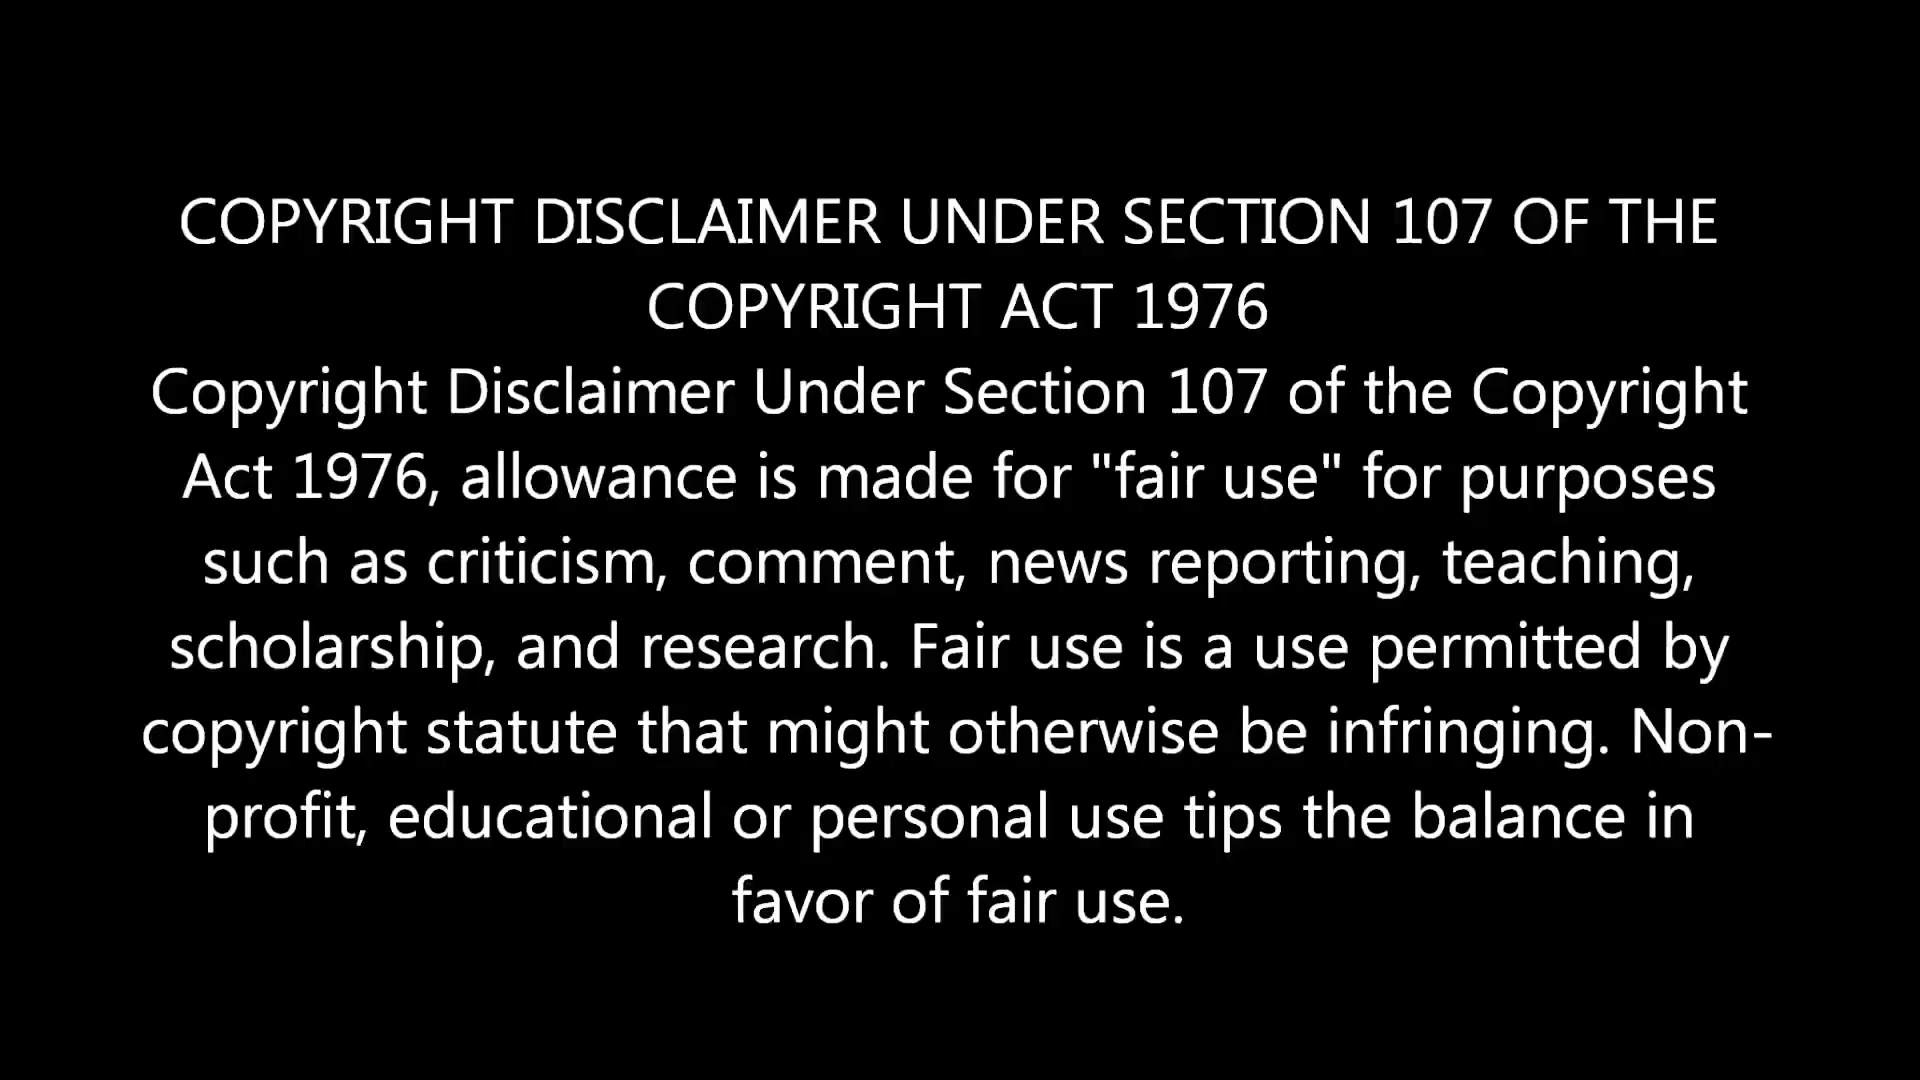 COPYRIGHT DISCLAIMER UNDER SECTION 107 OF THE
COPYRIGHT ACT 1976
Copyright Disclaimer Under Section 107 of the Copyright
Act 1976, allowance is made for "fair use" for purposes
such as criticism, comment, news reporting, teaching,
scholarship, and research. Fair use is a use permitted by
copyright statute that might otherwise be infringing. Non-
profit, educational or personal use tips the balance in
favor of fair use.